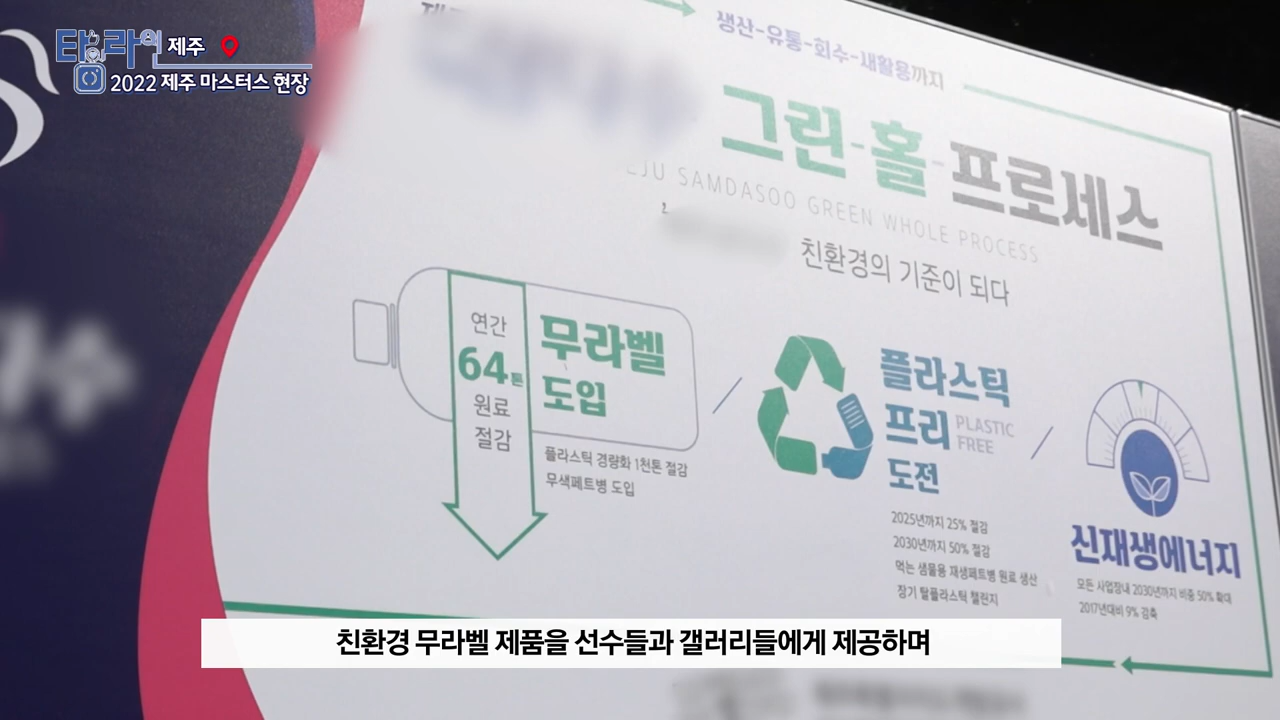 탐라인 제주
2022 제주 마스터스 현장
생산-유통-회수-새활용까지
그린-홀-프로세스
JU SAMDASOO GREEN WHOLE PROCESS
친환경의 기준이 되다
연간
64톤
원료
절감
무라벨
도입
플라스틱 경량화 1천톤 절감
무색페트병 도입
플라스틱
프리 PLASTIC FREE
도전
2025년까지 25% 절감
2030년까지 50% 절감
먹는 샘물용 재생페트병 원료 생산
장기 탈플라스틱 챌린지
신재생에너지
모든 사업장내 2030년까지 비중 50% 확대
2017년대비 9% 감축
친환경 무라벨 제품을 선수들과 갤러리들에게 제공하며